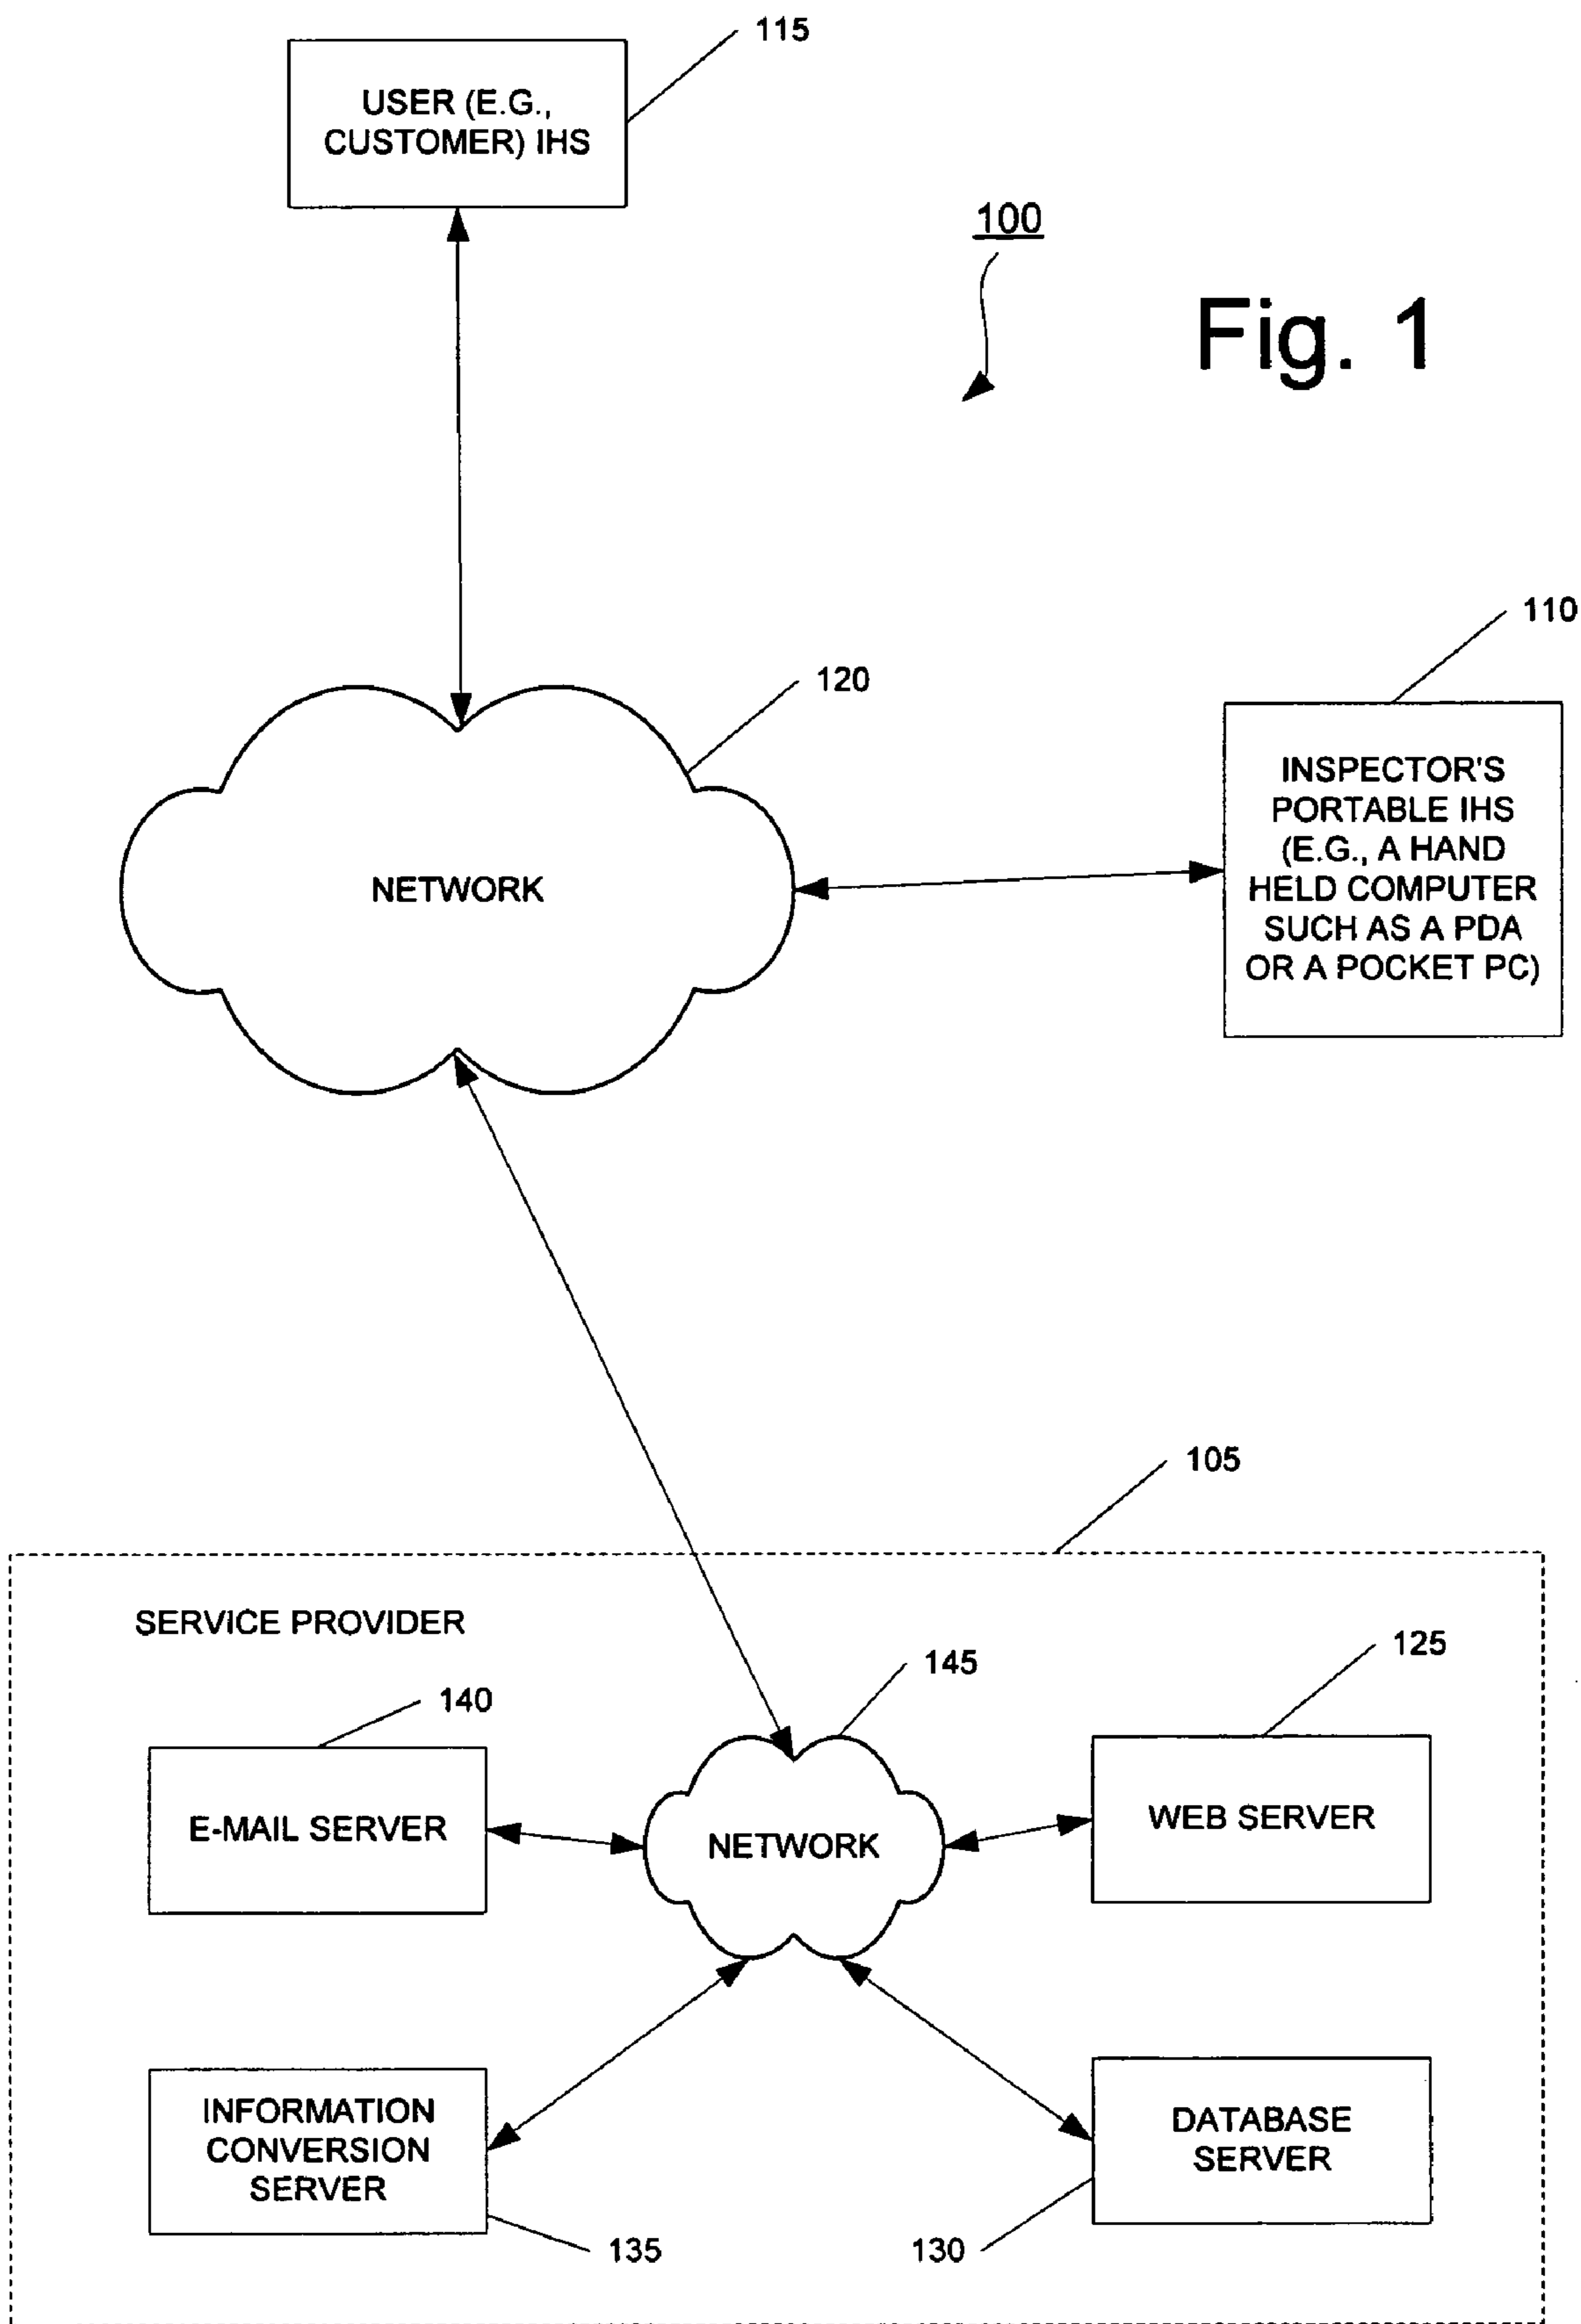 115
USER (E.G.,
CUSTOMER) IHS
100
Fig. 1
110
120
INSPECTOR'S
PORTABLE IHS
(E.G., A HAND
HELD COMPUTER
SUCH AS A PDA
OR A POCKET PC)
NETWORK
105
SERVICE PROVIDER
145
125
140
E-MAIL SERVER
NETWORK
WEB SERVER
INFORMATION
CONVERSION
SERVER
DATABASE
SERVER
135
130